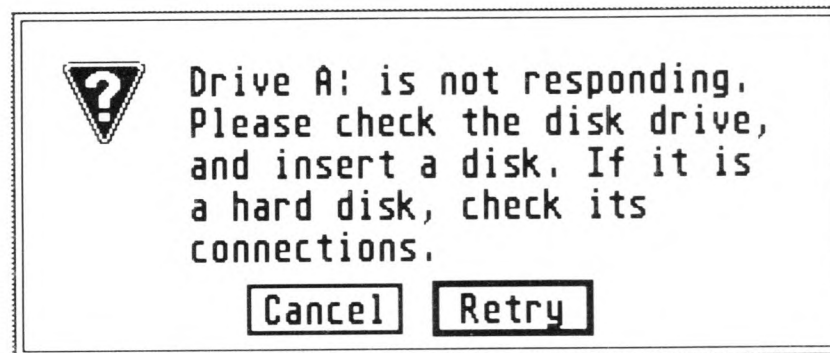 ?
Drive A: is not responding.
Please check the disk drive,
and insert a disk. If it is
a hard disk, check its
connections.
Cancel Retry